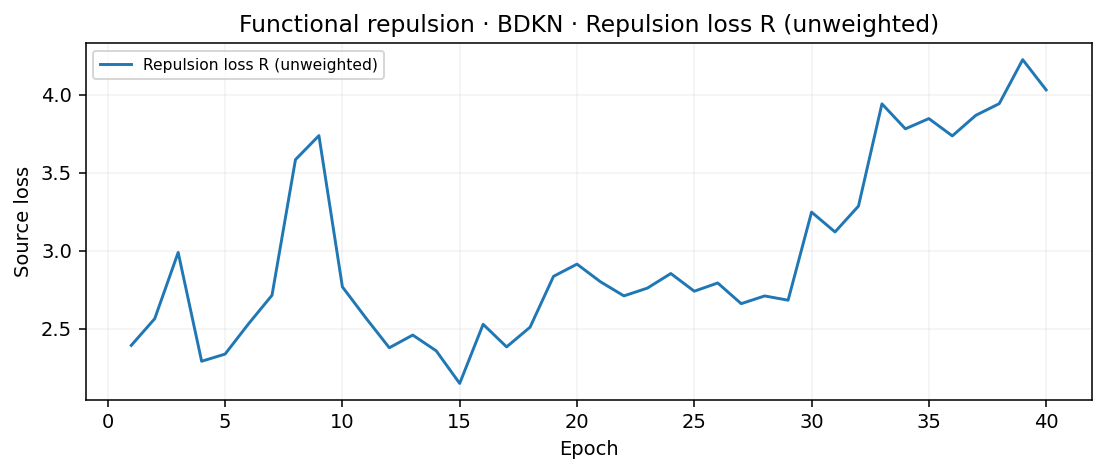 Functional repulsion · BDKN · Repulsion loss R (unweighted)
Repulsion loss R (unweighted)
Source loss
4.0
3.5
3.0
2.5
0 5 10 15 20 25 30 35 40
Epoch